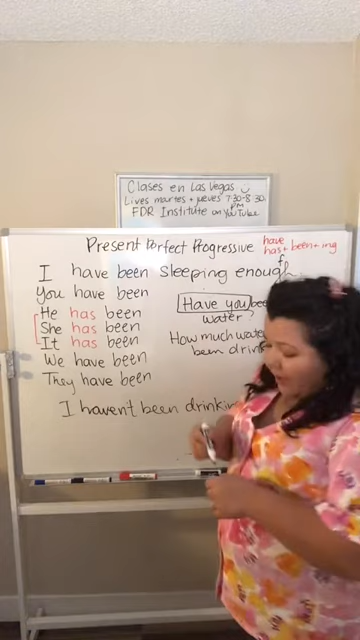 Clases en Las Vegas
Lives martes + jueves 7:30-8:30 PM
FDR Institute on YouTube
Present Perfect Progressive have
has + been + ing
I have been sleeping enough
f
You have been
He has been
She has been
It has been
We have been
They have been
Have you
water?
How much water
been
I haven't been